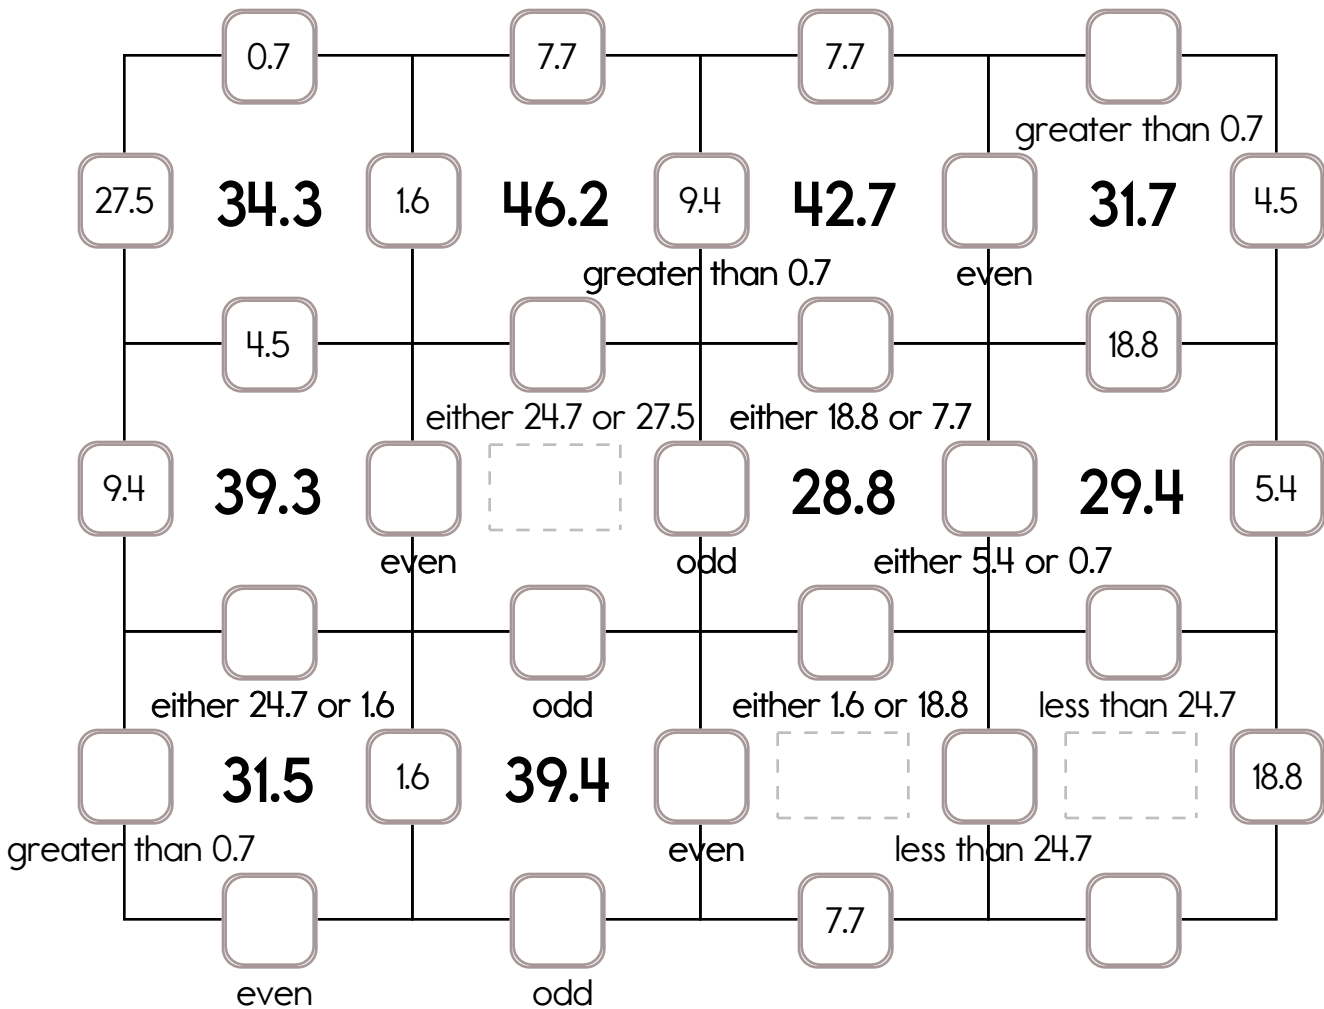 0.7 7.7 7.7
greater than 0.7
27.5 34.3 1.6 46.2 9.4 42.7 31.7 4.5
greater than 0.7 even
4.5 18.8
either 24.7 or 27.5 either 18.8 or 7.7
9.4 39.3 28.8 29.4 5.4
even odd either 5.4 or 0.7
either 24.7 or 1.6 odd either 1.6 or 18.8 less than 24.7
31.5 1.6 39.4 18.8
greater than 0.7 even less than 24.7
7.7
even odd